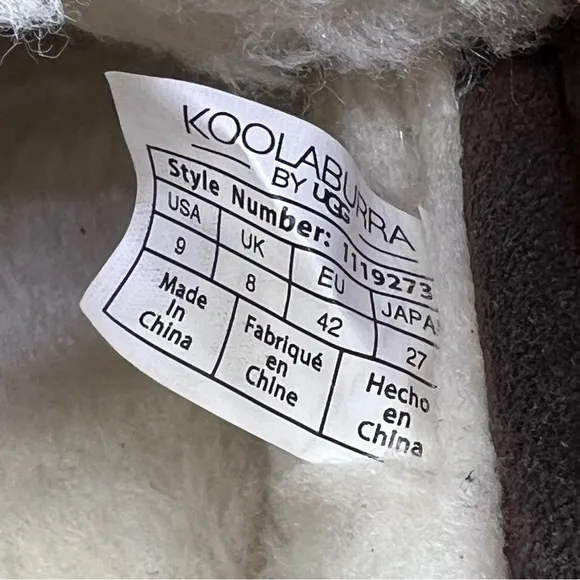 KOOLABURRA
BY UGG
Style Number: 1119273
USA UK EU JAPA
9 8 42 27
Made in China
Fabriqué en Chine
Hecho en China